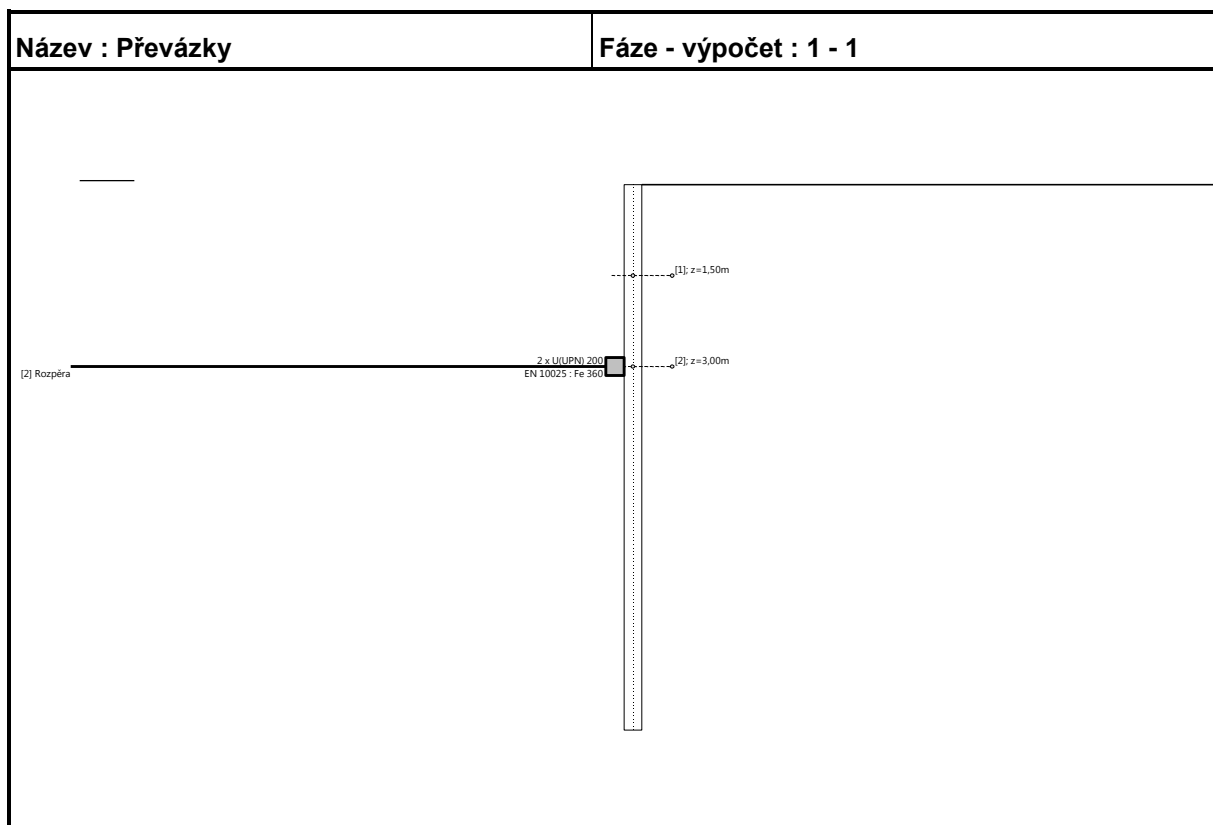 Název : Převázky
Fáze - výpočet : 1 - 1
[1]; z=1,50m
2 x U(UPN) 200
[2]; z=3,00m
[2] Rozpěra
EN 10025 : Fe 360